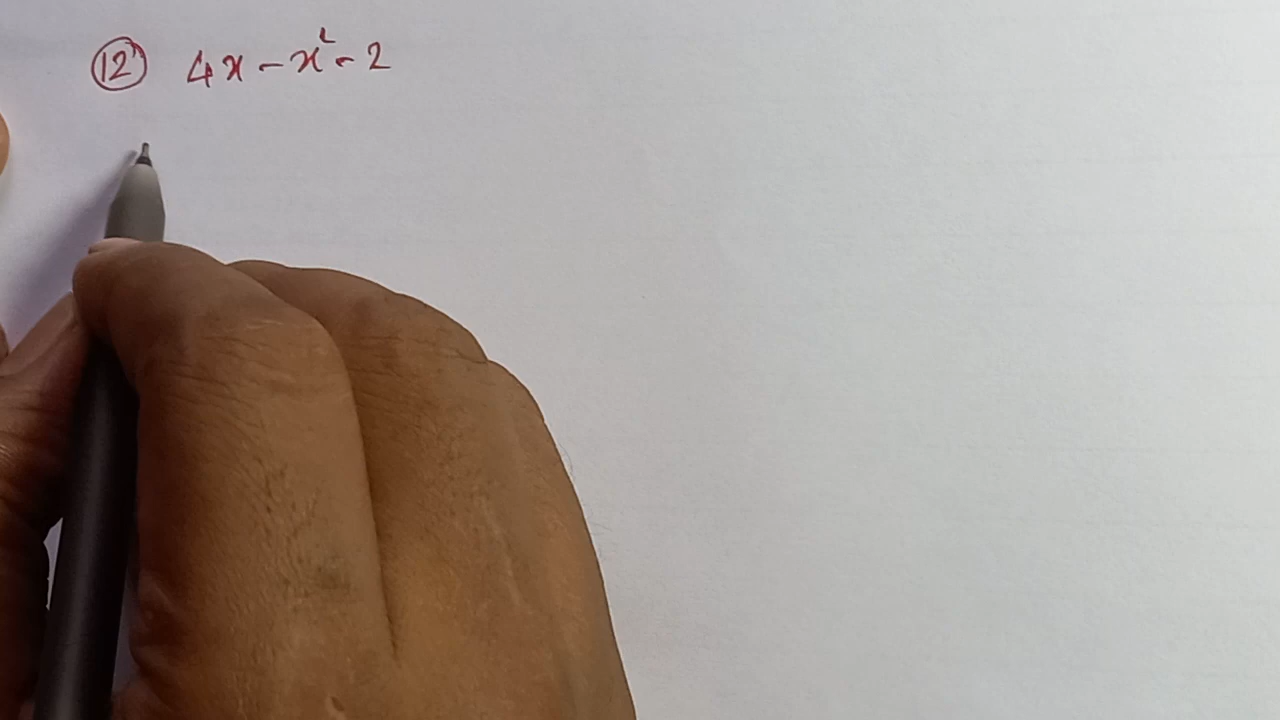 ⑫ 4x - x² - 2